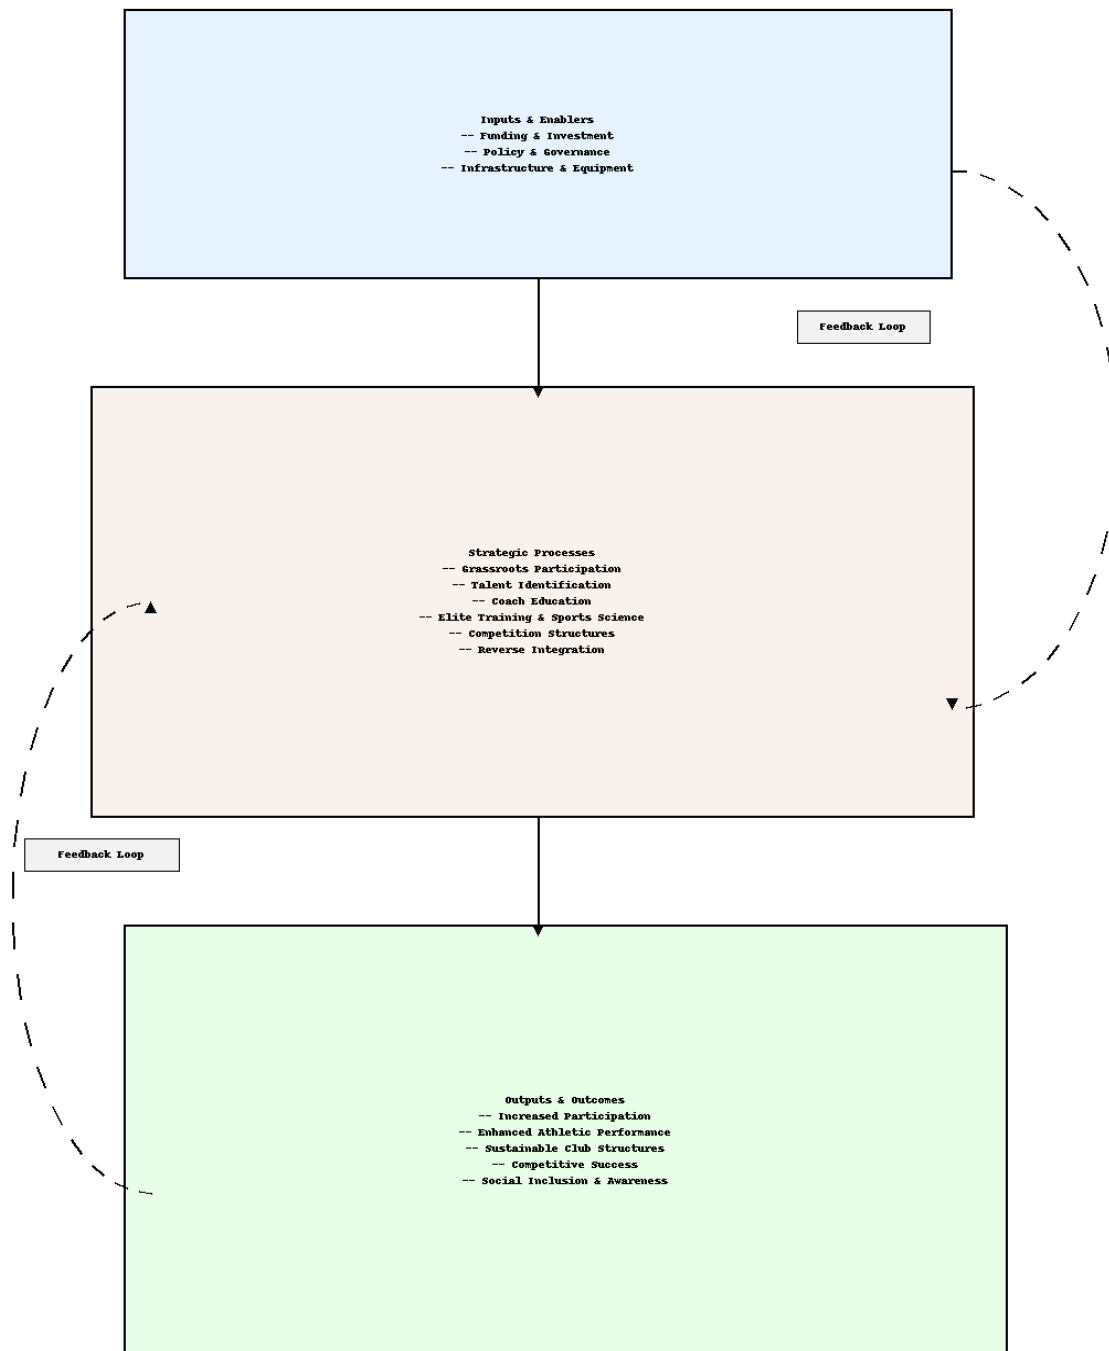 Inputs & Enablers
-- Funding & Investment
-- Policy & Governance
-- Infrastructure & Equipment
Feedback Loop
Strategic Processes
-- Grassroots Participation
-- Talent Identification
-- Coach Education
-- Elite Training & Sports Science
-- Competition Structures
-- Reverse Integration
Feedback Loop
Outputs & Outcomes
-- Increased Participation
-- Enhanced Athletic Performance
-- Sustainable Club Structures
-- Competitive Success
-- Social Inclusion & Awareness